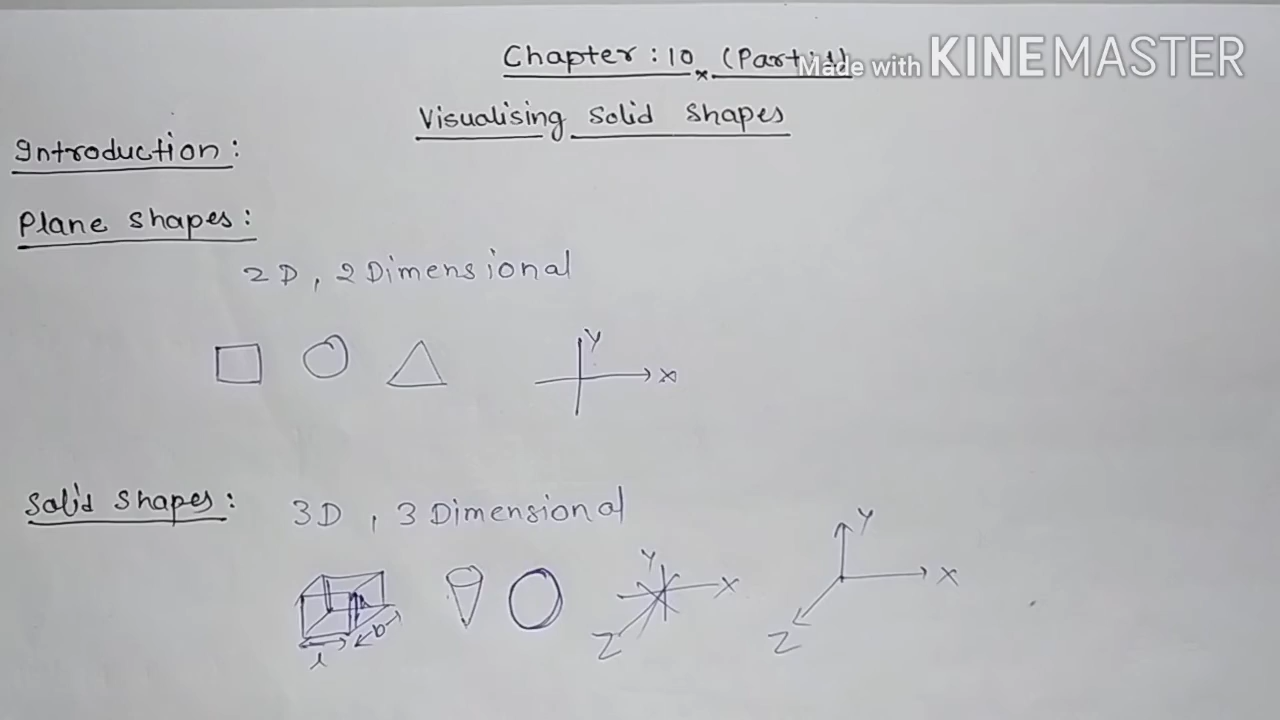 Chapter : 10 (Part:1)
Made with KINEMASTER
Visualising Solid Shapes
Introduction :
Plane Shapes :
2D, 2 Dimensional
Y
X
Solid Shapes :
3D, 3 Dimensional
Y
X
Z
Y
X
Z
l
b